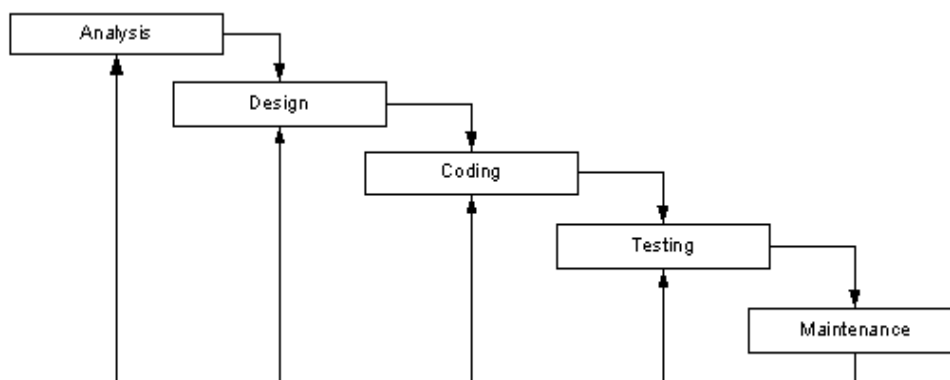 Analysis
Design
Coding
Testing
Maintenance